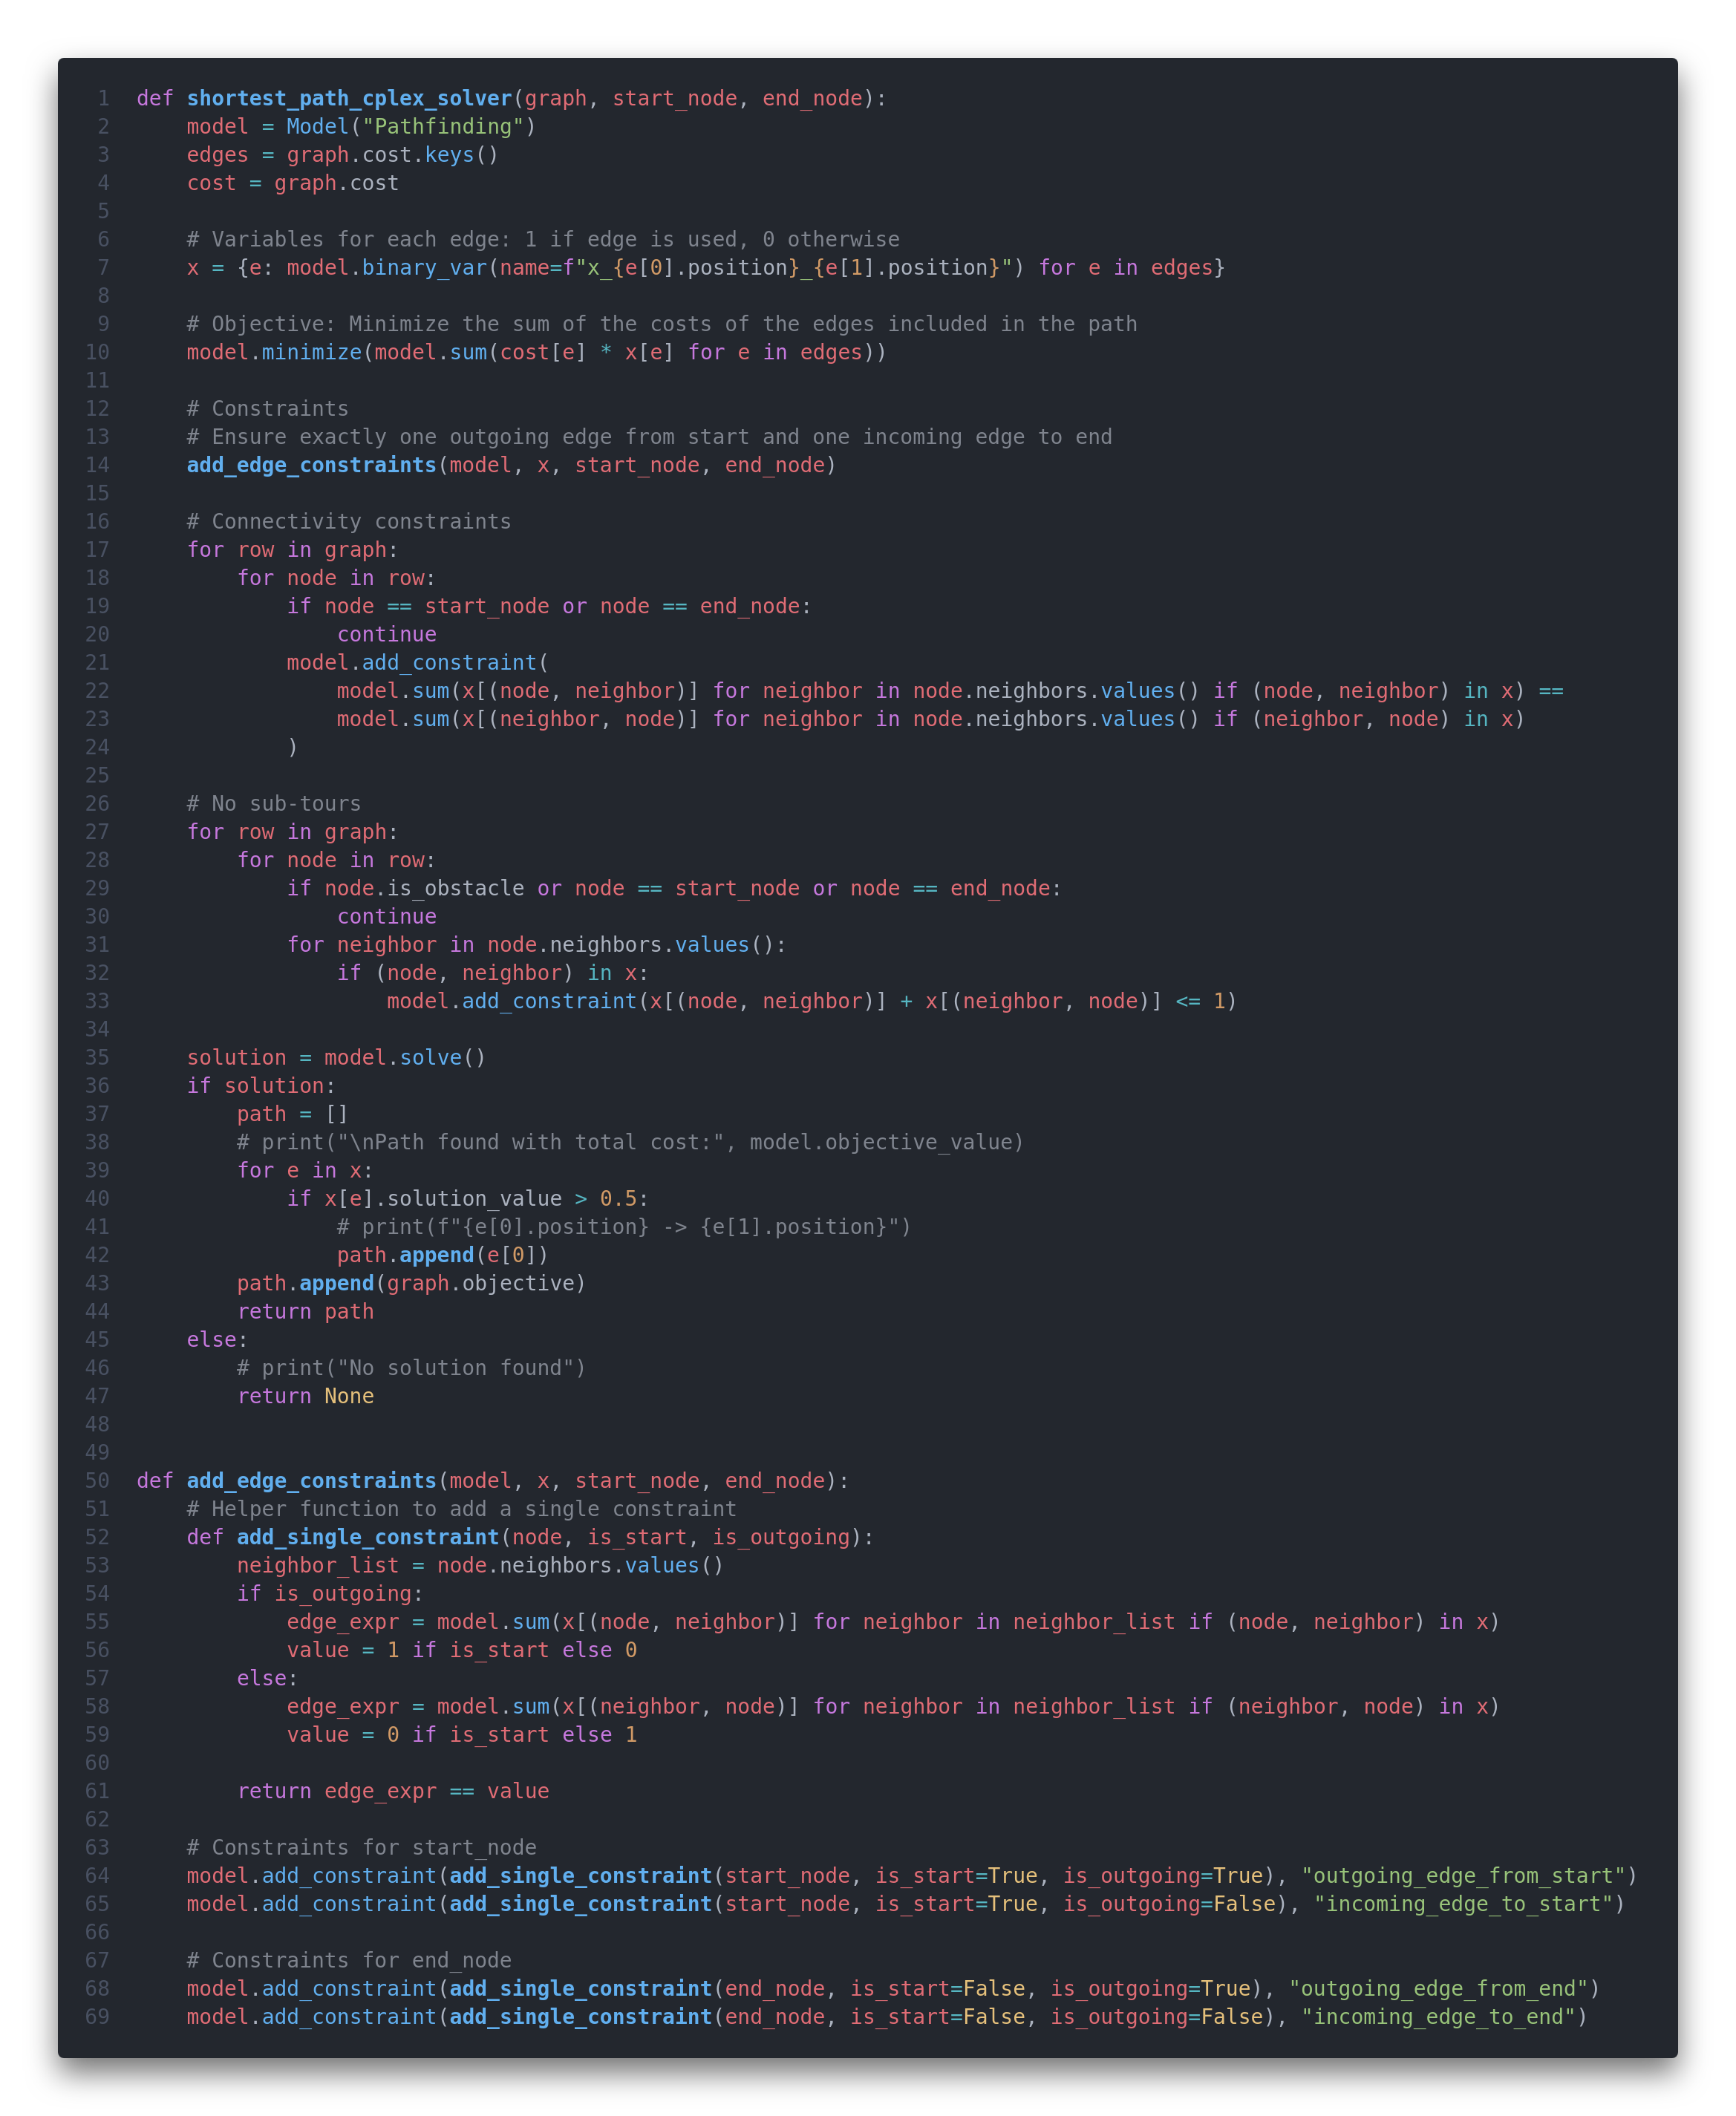 1 def shortest_path_cplex_solver(graph, start_node, end_node):
2     model = Model("Pathfinding")
3     edges = graph.cost.keys()
4     cost = graph.cost
5
6     # Variables for each edge: 1 if edge is used, 0 otherwise
7     x = {e: model.binary_var(name=f"x_{e[0].position}_{e[1].position}") for e in edges}
8
9     # Objective: Minimize the sum of the costs of the edges included in the path
10     model.minimize(model.sum(cost[e] * x[e] for e in edges))
11
12     # Constraints
13     # Ensure exactly one outgoing edge from start and one incoming edge to end
14     add_edge_constraints(model, x, start_node, end_node)
15
16     # Connectivity constraints
17     for row in graph:
18         for node in row:
19             if node == start_node or node == end_node:
20                 continue
21             model.add_constraint(
22                 model.sum(x[(node, neighbor)] for neighbor in node.neighbors.values() if (node, neighbor) in x) ==
23                 model.sum(x[(neighbor, node)] for neighbor in node.neighbors.values() if (neighbor, node) in x)
24             )
25
26     # No sub-tours
27     for row in graph:
28         for node in row:
29             if node.is_obstacle or node == start_node or node == end_node:
30                 continue
31             for neighbor in node.neighbors.values():
32                 if (node, neighbor) in x:
33                     model.add_constraint(x[(node, neighbor)] + x[(neighbor, node)] <= 1)
34
35     solution = model.solve()
36     if solution:
37         path = []
38         # print("\nPath found with total cost:", model.objective_value)
39         for e in x:
40             if x[e].solution_value > 0.5:
41                 # print(f"{e[0].position} -> {e[1].position}")
42                 path.append(e[0])
43         path.append(graph.objective)
44         return path
45     else:
46         # print("No solution found")
47         return None
48
49
50 def add_edge_constraints(model, x, start_node, end_node):
51     # Helper function to add a single constraint
52     def add_single_constraint(node, is_start, is_outgoing):
53         neighbor_list = node.neighbors.values()
54         if is_outgoing:
55             edge_expr = model.sum(x[(node, neighbor)] for neighbor in neighbor_list if (node, neighbor) in x)
56             value = 1 if is_start else 0
57         else:
58             edge_expr = model.sum(x[(neighbor, node)] for neighbor in neighbor_list if (neighbor, node) in x)
59             value = 0 if is_start else 1
60
61         return edge_expr == value
62
63     # Constraints for start_node
64     model.add_constraint(add_single_constraint(start_node, is_start=True, is_outgoing=True), "outgoing_edge_from_start")
65     model.add_constraint(add_single_constraint(start_node, is_start=True, is_outgoing=False), "incoming_edge_to_start")
66
67     # Constraints for end_node
68     model.add_constraint(add_single_constraint(end_node, is_start=False, is_outgoing=True), "outgoing_edge_from_end")
69     model.add_constraint(add_single_constraint(end_node, is_start=False, is_outgoing=False), "incoming_edge_to_end")